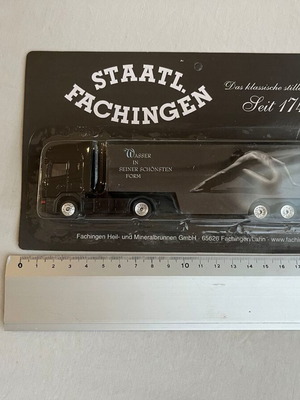 STAATL.
FACHINGEN
Das klassische stille
Seit 174
WASSER
IN
SEINER SCHÖNSTEN
FORM
Fachingen Heil- und Mineralbrunnen GmbH · 65626 Fachingen/Lahn · www.fachi
0 1 2 3 4 5 6 7 8 9 10 11 12 13 14 15 16 17